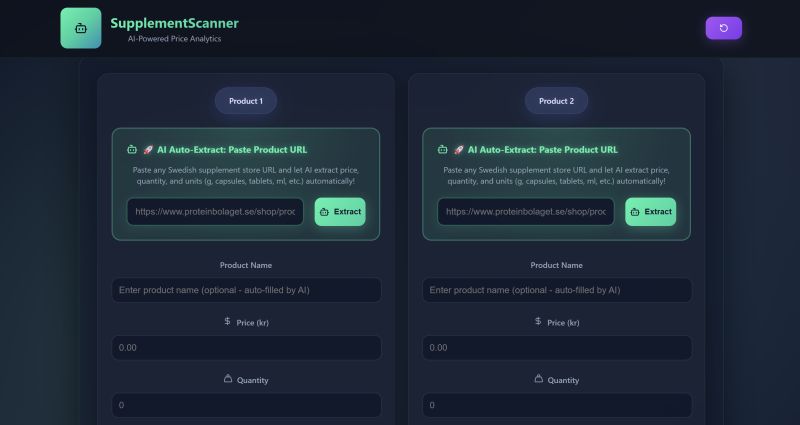 SupplementScanner
AI-Powered Price Analytics
Product 1
🚀 AI Auto-Extract: Paste Product URL
Paste any Swedish supplement store URL and let AI extract price,
quantity, and units (g, capsules, tablets, ml, etc.) automatically!
https://www.proteinbolaget.se/shop/proc
Extract
Product Name
Enter product name (optional - auto-filled by AI)
$ Price (kr)
0.00
Quantity
0
Product 2
🚀 AI Auto-Extract: Paste Product URL
Paste any Swedish supplement store URL and let AI extract price,
quantity, and units (g, capsules, tablets, ml, etc.) automatically!
https://www.proteinbolaget.se/shop/proc
Extract
Product Name
Enter product name (optional - auto-filled by AI)
$ Price (kr)
0.00
Quantity
0